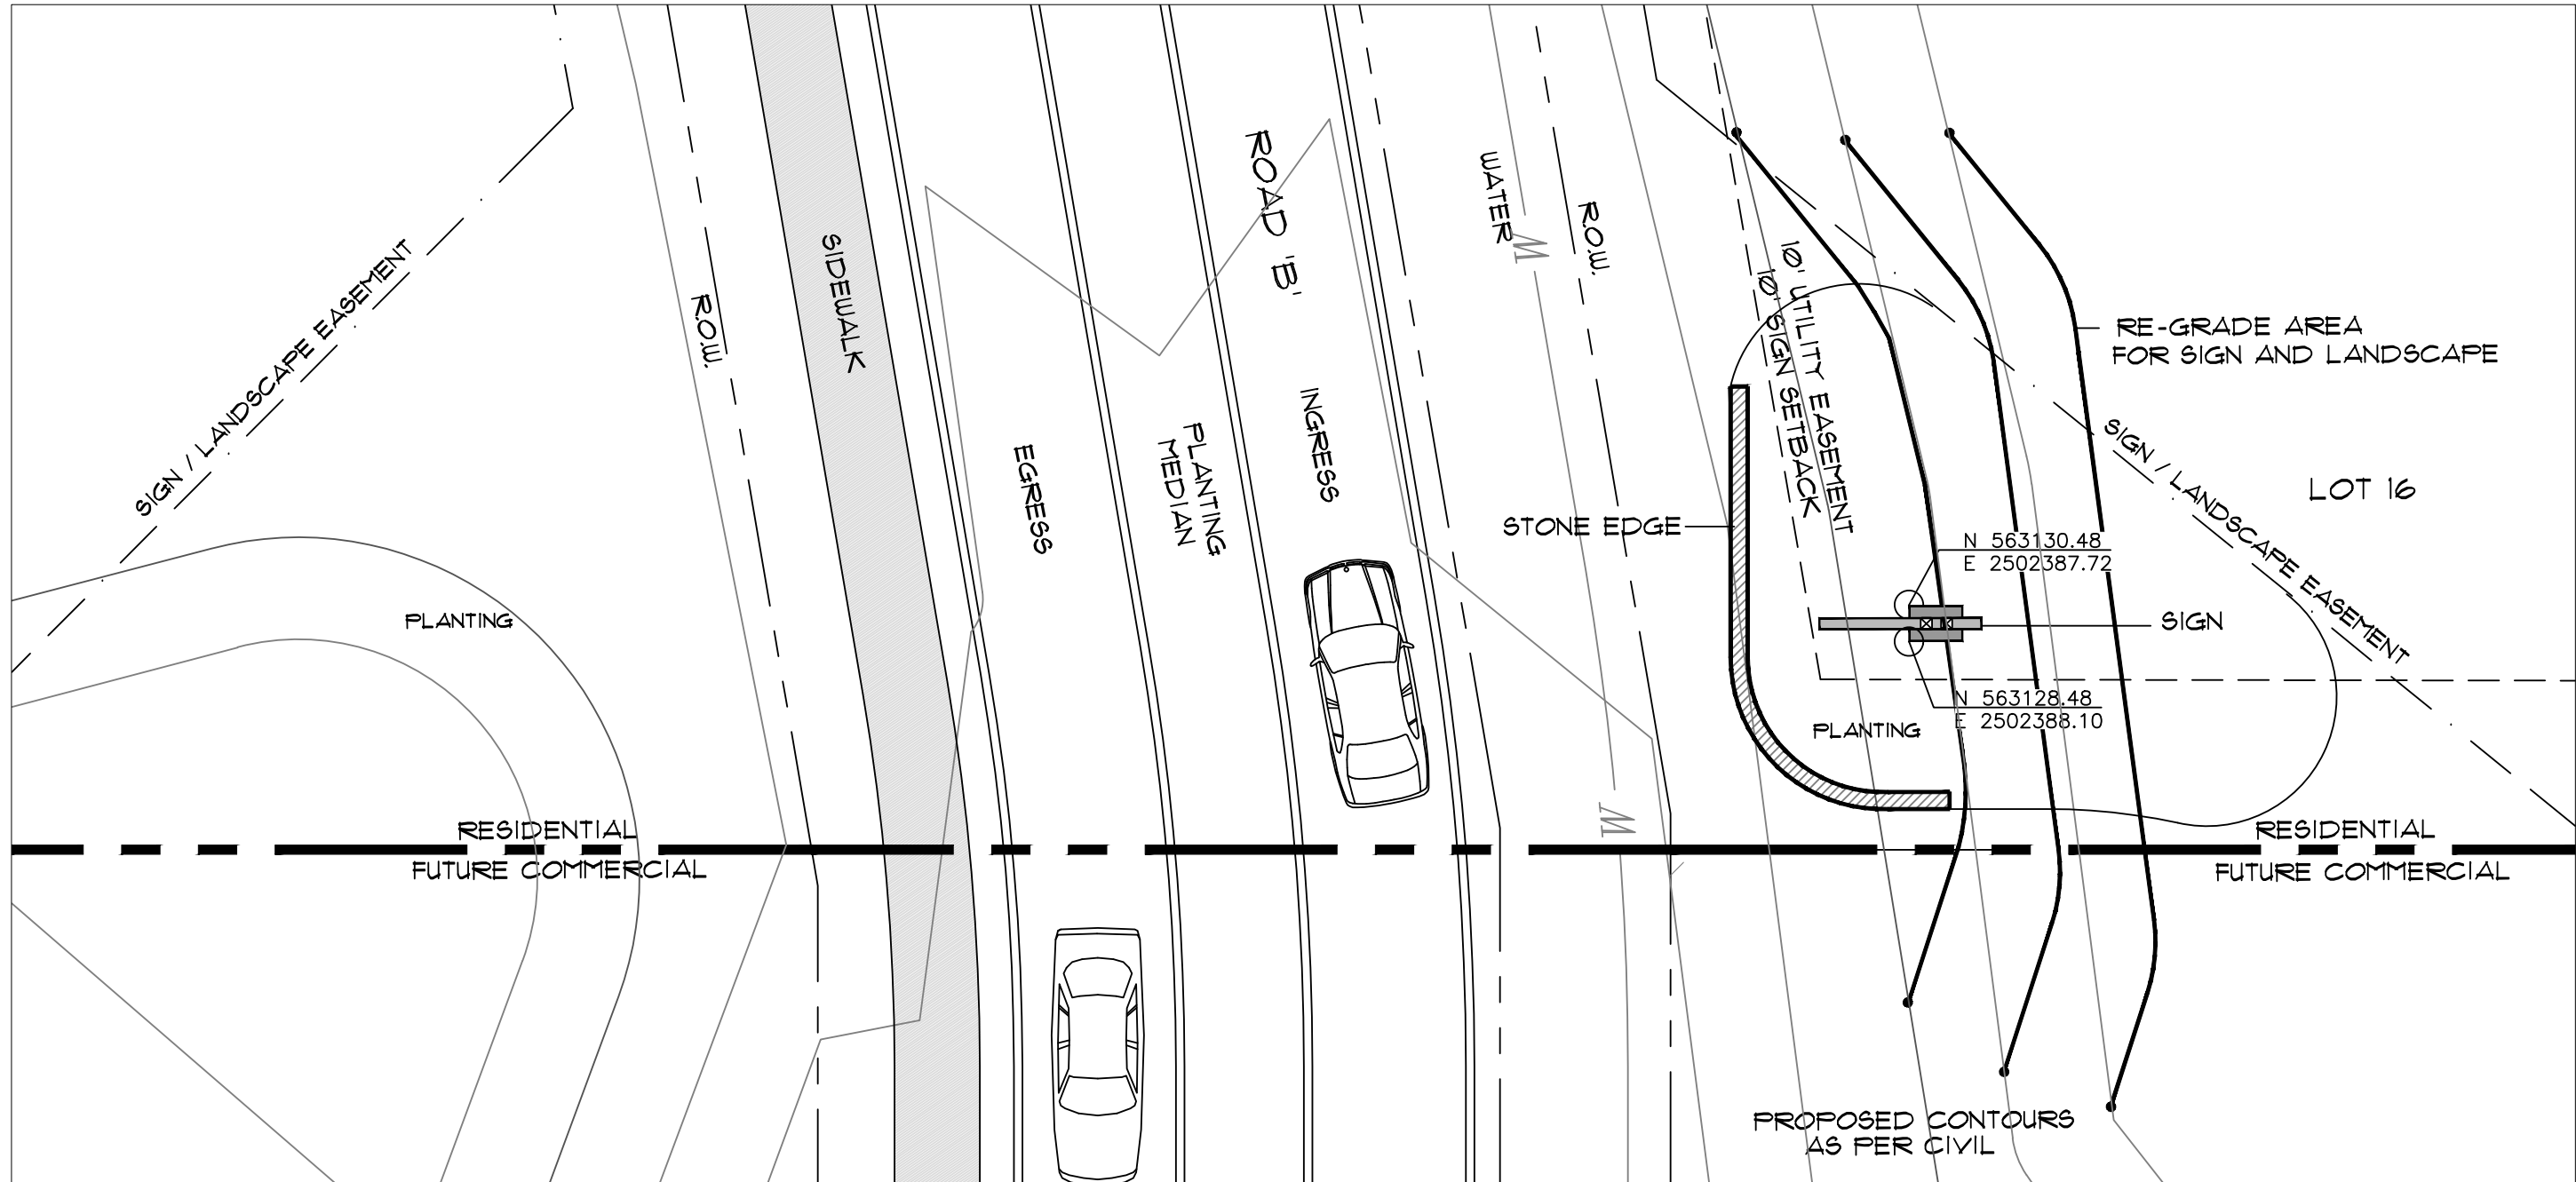 SIGN / LANDSCAPE EASEMENT
R.O.W.
SIDEWALK
ROAD 'B'
WATER
W
R.O.W.
10' UTILITY EASEMENT
10' SIGN SETBACK
RE-GRADE AREA
FOR SIGN AND LANDSCAPE
EGRESS
PLANTING
MEDIAN
INGRESS
STONE EDGE
SIGN / LANDSCAPE EASEMENT
LOT 16
N 563130.48
E 2502387.72
PLANTING
SIGN
N 563128.48
E 2502388.10
PLANTING
W
RESIDENTIAL
FUTURE COMMERCIAL
RESIDENTIAL
FUTURE COMMERCIAL
PROPOSED CONTOURS
AS PER CIVIL